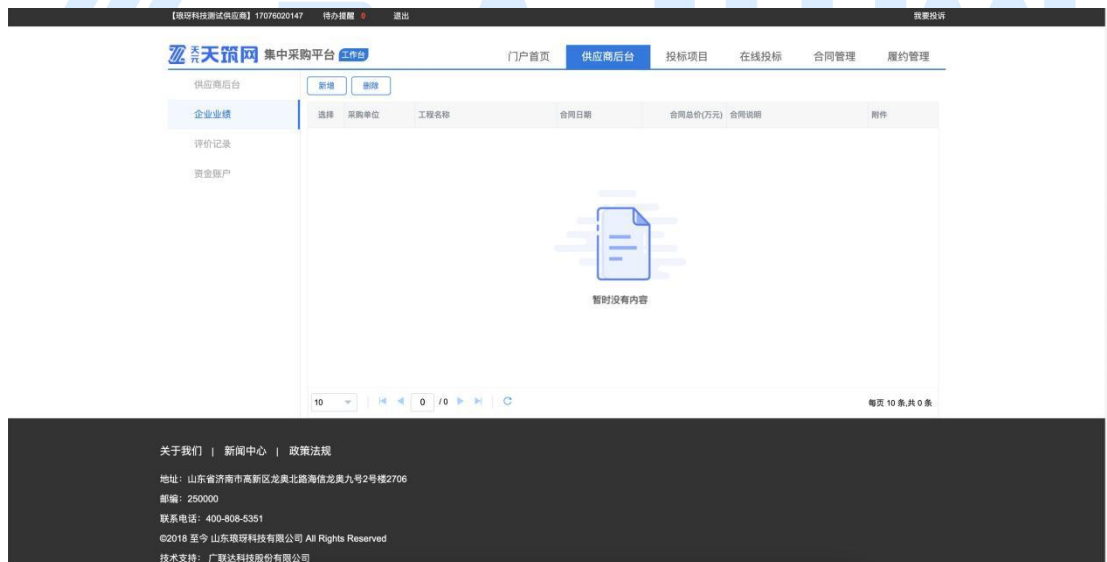 【琅琊科技测试供应商】17076020147 待办提醒 0 退出 我要投诉
天元 天筑网 集中采购平台 工作台 门户首页 供应商后台 投标项目 在线投标 合同管理 履约管理
供应商后台 新增 删除
企业业绩 选择 采购单位 工程名称 合同日期 合同总价(万元) 合同说明 附件
评价记录
资金账户
暂时没有内容
10 0 / 0 每页 10 条,共 0 条
关于我们 | 新闻中心 | 政策法规
地址：山东省济南市高新区龙奥北路海信龙奥九号2号楼2706
邮编：250000
联系电话：400-808-5351
©2018 至今 山东琅琊科技有限公司 All Rights Reserved
技术支持：广联达科技股份有限公司